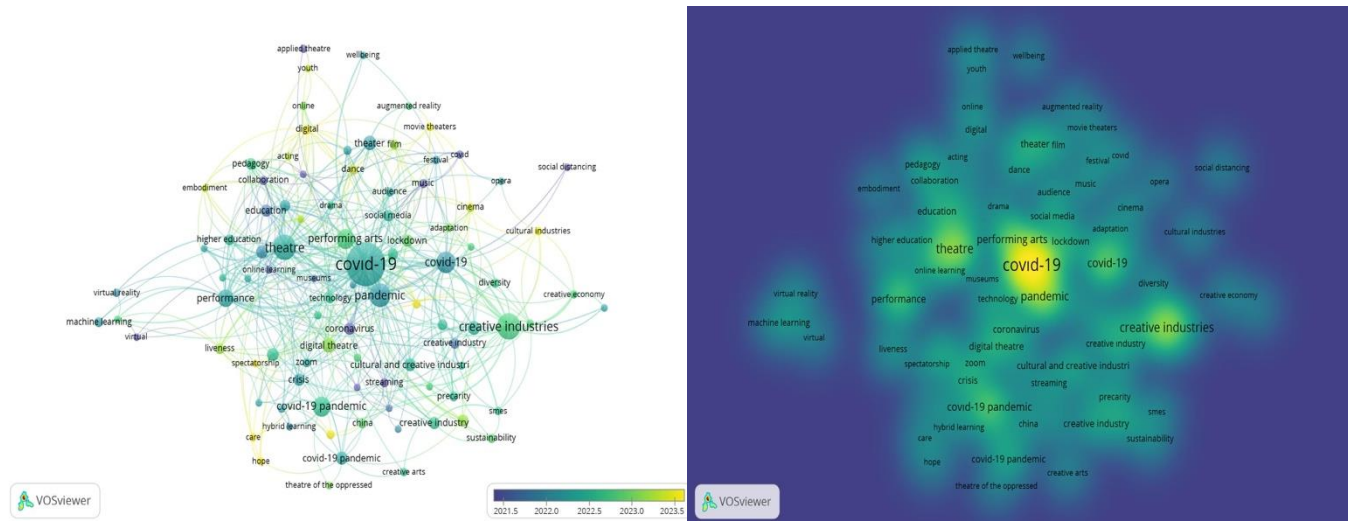 applied theatre
wellbeing
youth
online
augmented reality
digital
movie theaters
theater film
acting
festival
covid
pedagogy
dance
social distancing
collaboration
music
opera
embodiment
audience
education
drama
cinema
social media
adaptation
higher education
theatre
performing arts
lockdown
cultural industries
covid-19
covid-19
online learning
museums
diversity
virtual reality
performance
technology
pandemic
creative economy
machine learning
coronavirus
creative industries
virtual
liveness
digital theatre
creative industry
spectatorship
zoom
cultural and creative industri
crisis
streaming
precarity
covid-19 pandemic
smes
hybrid learning
china
creative industry
care
sustainability
hope
covid-19 pandemic
creative arts
theatre of the oppressed
VOSviewer
2021.5 2022.0 2022.5 2023.0 2023.5
applied theatre
wellbeing
youth
online
augmented reality
digital
movie theaters
theater film
acting
festival
covid
pedagogy
dance
social distancing
collaboration
music
opera
embodiment
audience
education
drama
cinema
social media
adaptation
higher education
theatre
performing arts
lockdown
cultural industries
covid-19
covid-19
online learning
museums
diversity
virtual reality
performance
technology
pandemic
creative economy
machine learning
coronavirus
creative industries
virtual
liveness
digital theatre
creative industry
spectatorship
zoom
cultural and creative industri
crisis
streaming
precarity
covid-19 pandemic
smes
hybrid learning
china
creative industry
care
sustainability
hope
covid-19 pandemic
creative arts
theatre of the oppressed
VOSviewer